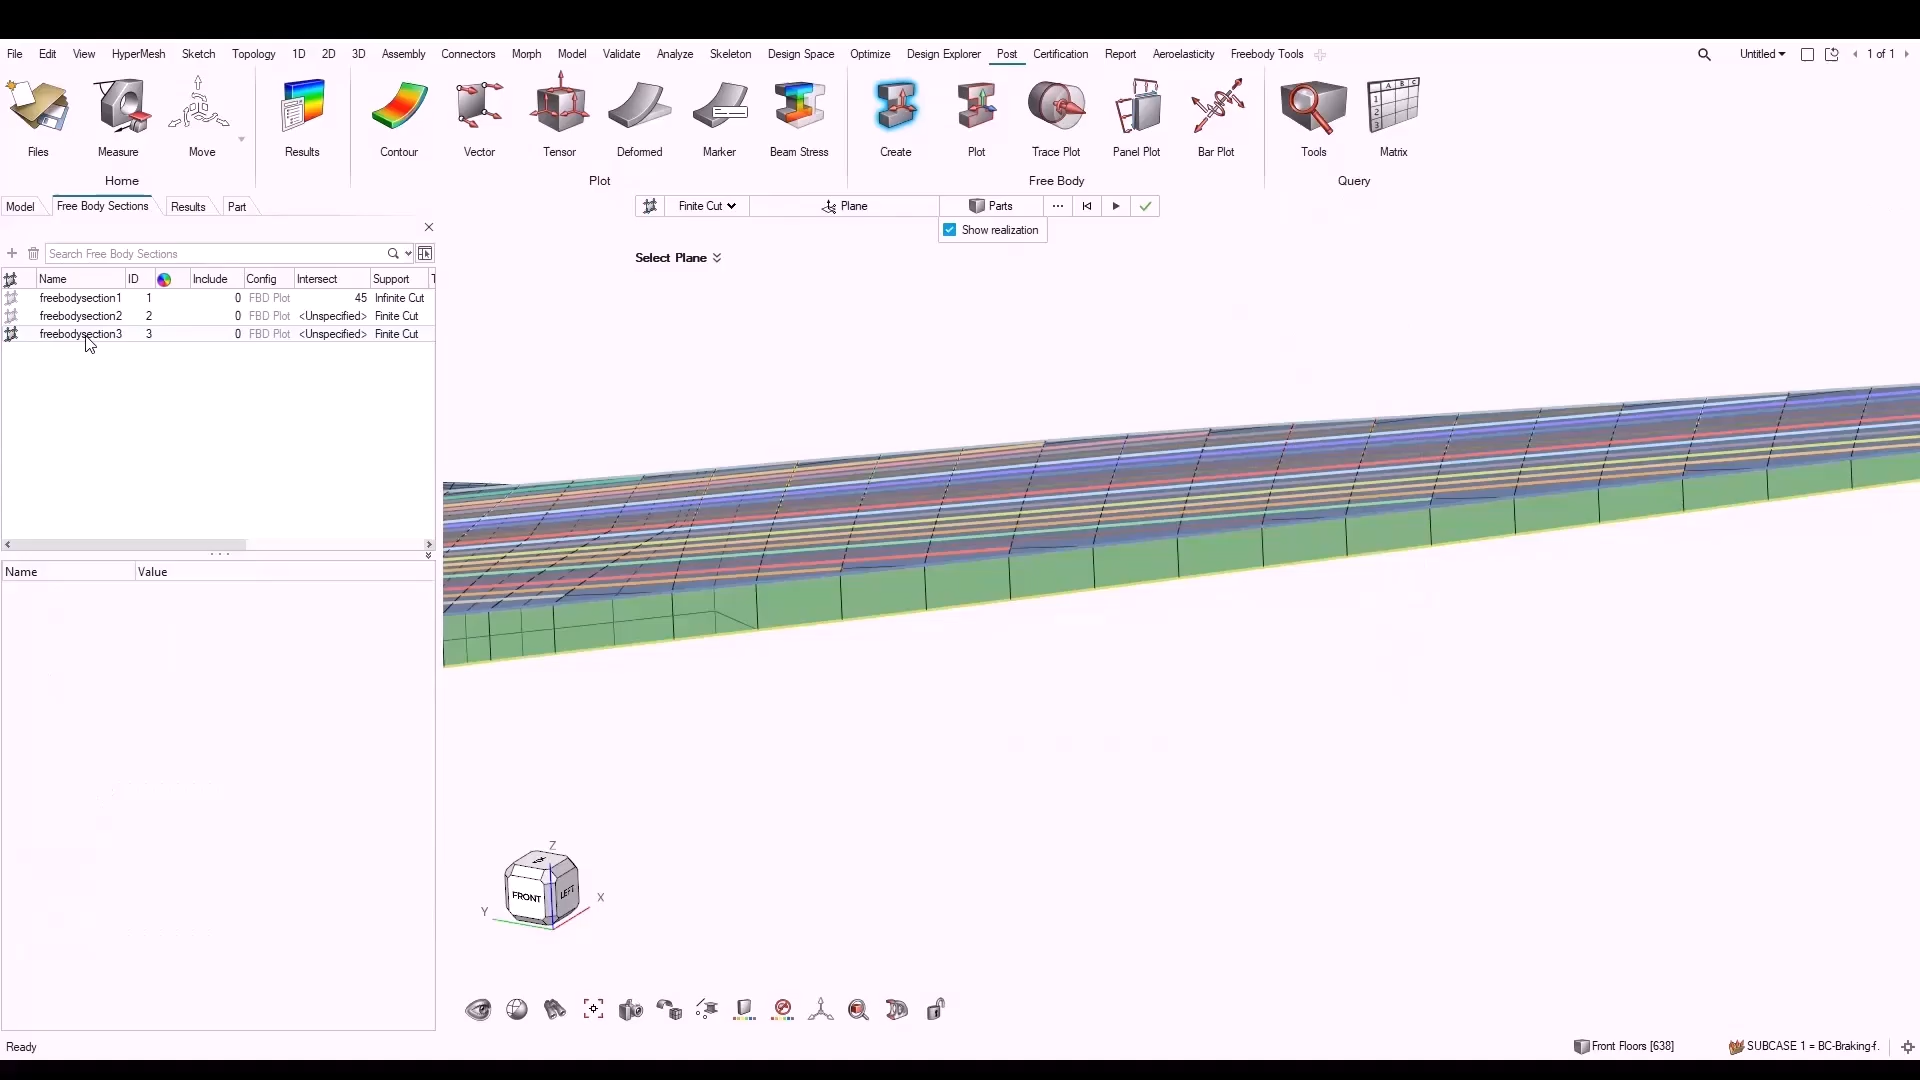 File Edit View HyperMesh Sketch Topology 1D 2D 3D Assembly Connectors Morph Model Validate Analyze Skeleton Design Space Optimize Design Explorer Post Certification Report Aeroelasticity Freebody Tools Untitled 1 of 1
Files Measure Move Results Contour Vector Tensor Deformed Marker Beam Stress Create Plot Trace Plot Panel Plot Bar Plot Tools Matrix
Home Plot Free Body Query
Model Free Body Sections Results Part
Finite Cut Plane Parts ...
Show realization
Search Free Body Sections
Select Plane
Name ID Include Config Intersect Support
freebodysection1 1 0 FBD Plot 45 Infinite Cut
freebodysection2 2 0 FBD Plot <Unspecified> Finite Cut
freebodysection3 3 0 FBD Plot <Unspecified> Finite Cut
Name Value
Z
FRONT LEFT
Y X
Ready
Front Floors [638] SUBCASE 1 = BC-Braking-f.